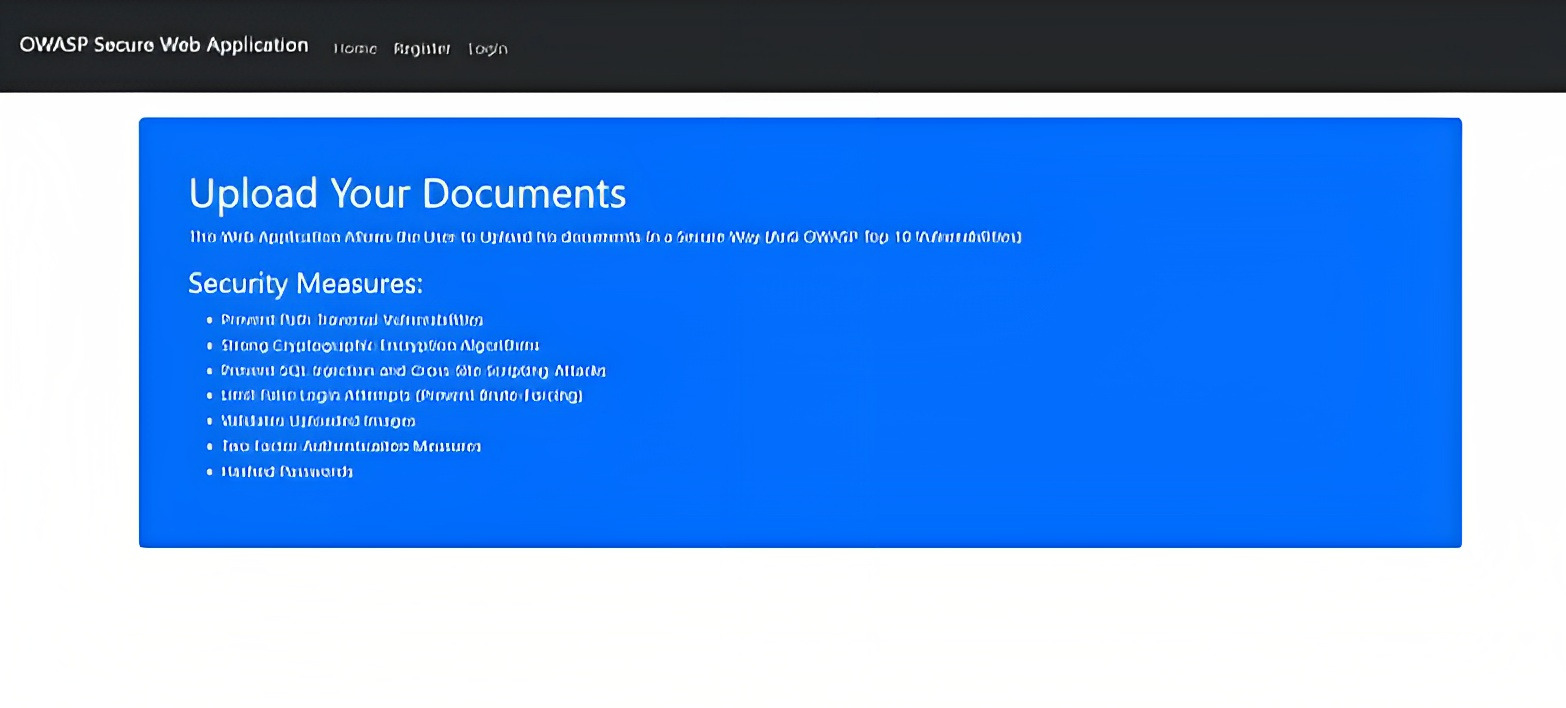 OWASP Secure Web Application Home Register Login
Upload Your Documents
The Web Application Allows the User to Upload his documents in a Secure Way (Anti OWASP Top 10 Vulnerabilities)
Security Measures:
Prevent Path Traversal Vulnerabilities
Strong Cryptographic Encryption Algorithms
Prevent SQL Injection and Cross Site Scripting Attacks
Limit False Login Attempts (Prevent Brute-Forcing)
Validates Uploaded Images
Two Factor Authentication Measures
Hashed Passwords